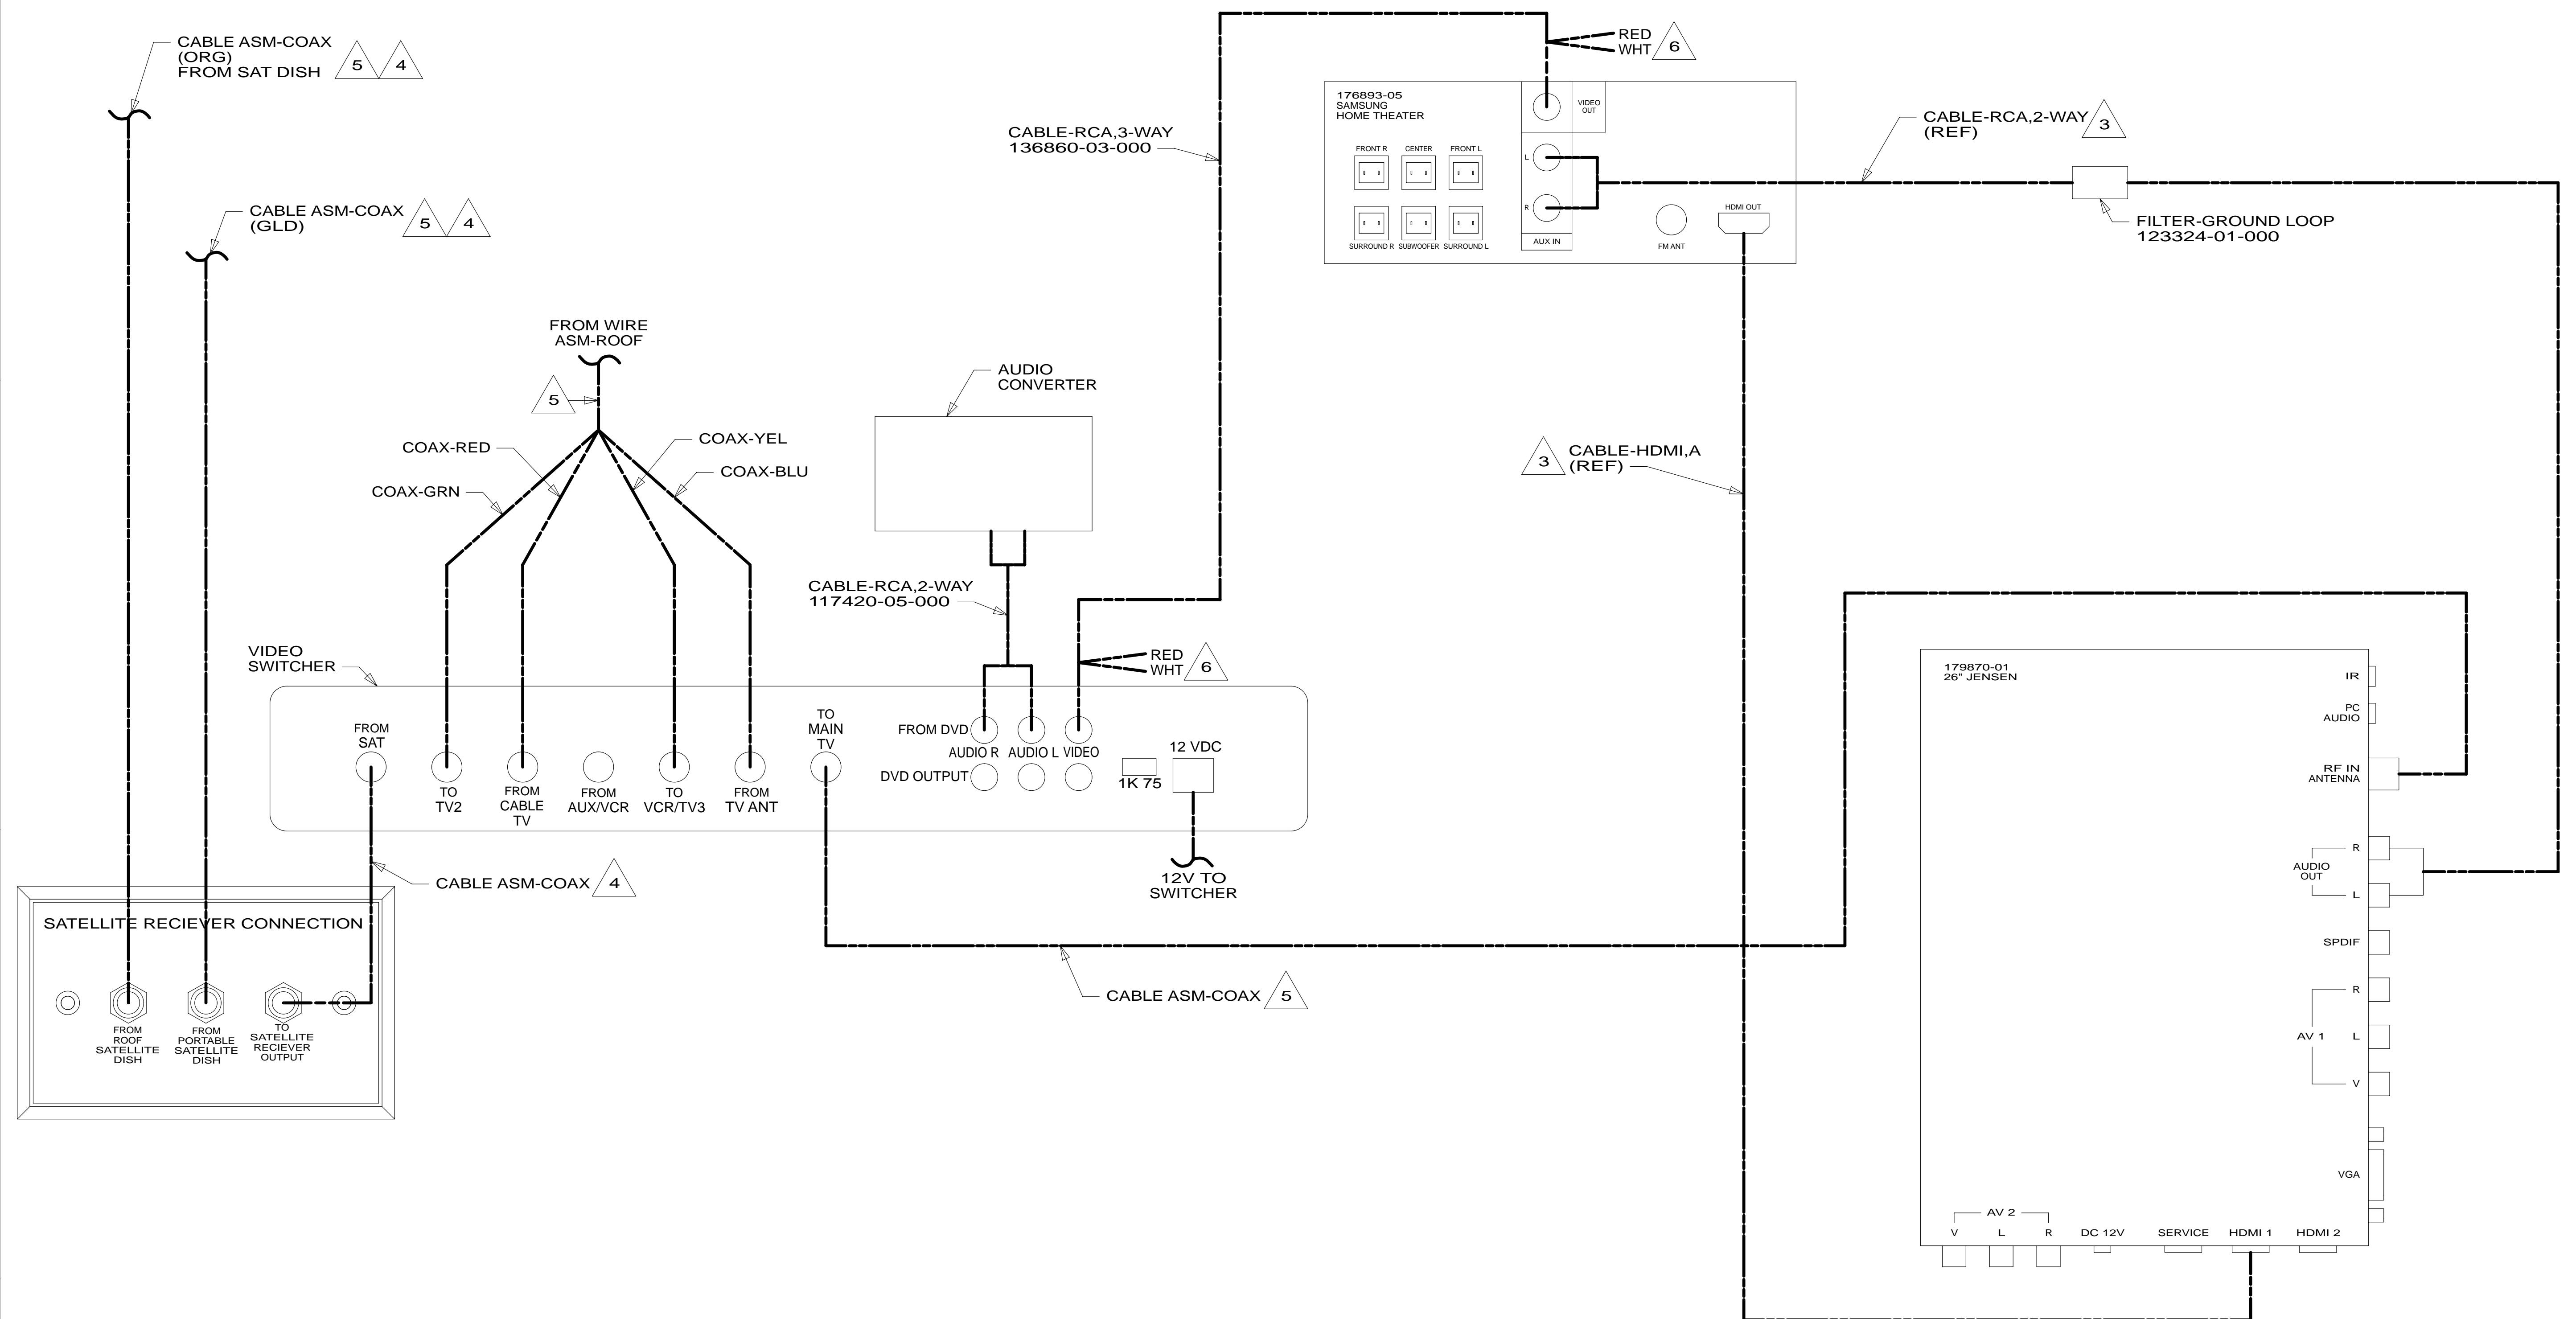 CABLE ASM-COAX
(ORG)
FROM SAT DISH
5
4
CABLE ASM-COAX
(GLD)
5
4
FROM WIRE
ASM-ROOF
5
COAX-RED
COAX-YEL
COAX-GRN
COAX-BLU
AUDIO
CONVERTER
CABLE-RCA,2-WAY
117420-05-000
CABLE-RCA,3-WAY
136860-03-000
RED
WHT
6
176893-05
SAMSUNG
HOME THEATER
VIDEO
OUT
FRONT R
CENTER
FRONT L
L
R
SURROUND R
SUBWOOFER
SURROUND L
AUX IN
FM ANT
HDMI OUT
CABLE-RCA,2-WAY
(REF)
3
FILTER-GROUND LOOP
123324-01-000
3
CABLE-HDMI,A
(REF)
VIDEO
SWITCHER
RED
WHT
6
FROM
SAT
TO
TV2
FROM
CABLE
TV
FROM
AUX/VCR
TO
VCR/TV3
FROM
TV ANT
TO
MAIN
TV
FROM DVD
AUDIO R
AUDIO L
VIDEO
DVD OUTPUT
1K 75
12 VDC
12V TO
SWITCHER
CABLE ASM-COAX
4
CABLE ASM-COAX
5
SATELLITE RECIEVER CONNECTION
FROM
ROOF
SATELLITE
DISH
FROM
PORTABLE
SATELLITE
DISH
TO
SATELLITE
RECIEVER
OUTPUT
179870-01
26" JENSEN
IR
PC
AUDIO
RF IN
ANTENNA
R
AUDIO
OUT
L
SPDIF
R
AV 1
L
V
VGA
AV 2
V
L
R
DC 12V
SERVICE
HDMI 1
HDMI 2